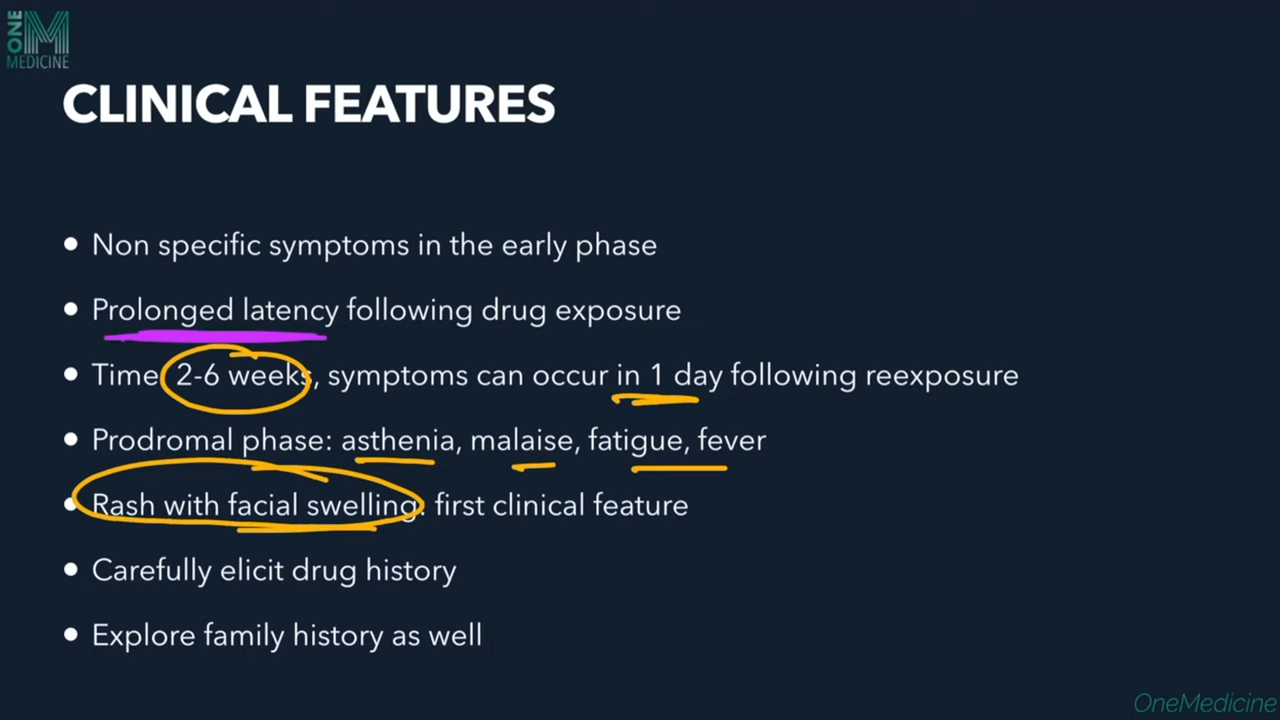 ONE M
MEDICINE
CLINICAL FEATURES
• Non specific symptoms in the early phase
• Prolonged latency following drug exposure
• Time 2-6 weeks, symptoms can occur in 1 day following reexposure
• Prodromal phase: asthenia, malaise, fatigue, fever
• Rash with facial swelling: first clinical feature
• Carefully elicit drug history
• Explore family history as well
OneMedicine